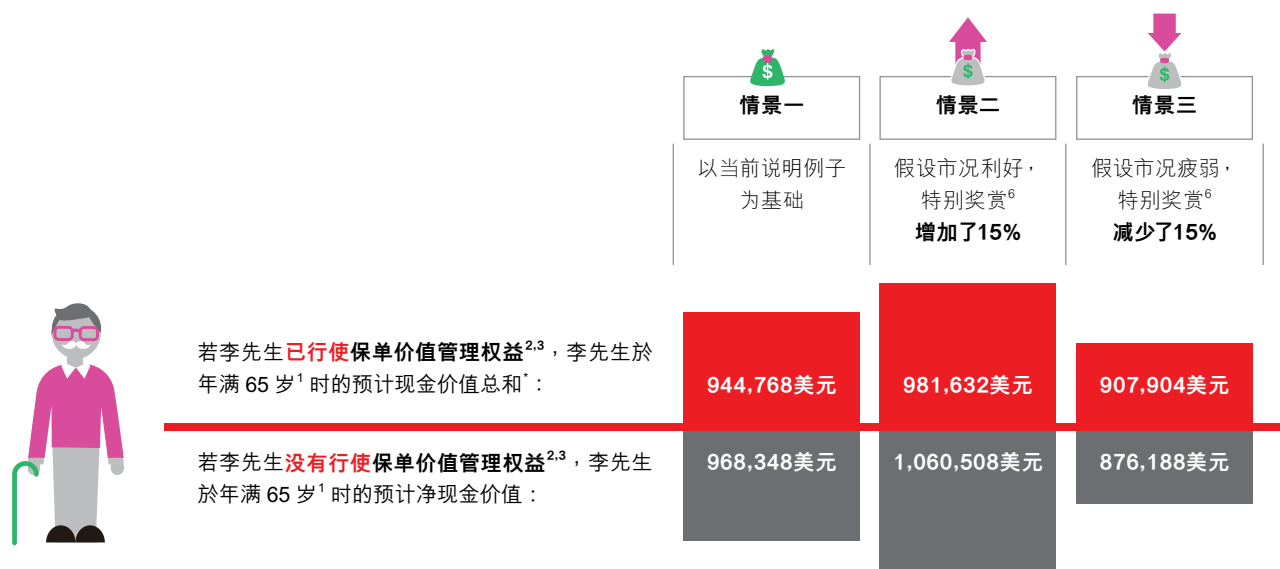 $
$
$
情景一
情景二
情景三
以当前说明例子
为基础
假设市况利好，
特别奖赏6
增加了15%
假设市况疲弱，
特别奖赏6
减少了15%
若李先生已行使保单价值管理权益2,3，李先生於
年满 65 岁1 时的预计现金价值总和*：
944,768美元
981,632美元
907,904美元
若李先生没有行使保单价值管理权益2,3，李先生
於年满 65 岁1 时的预计净现金价值：
968,348美元
1,060,508美元
876,188美元